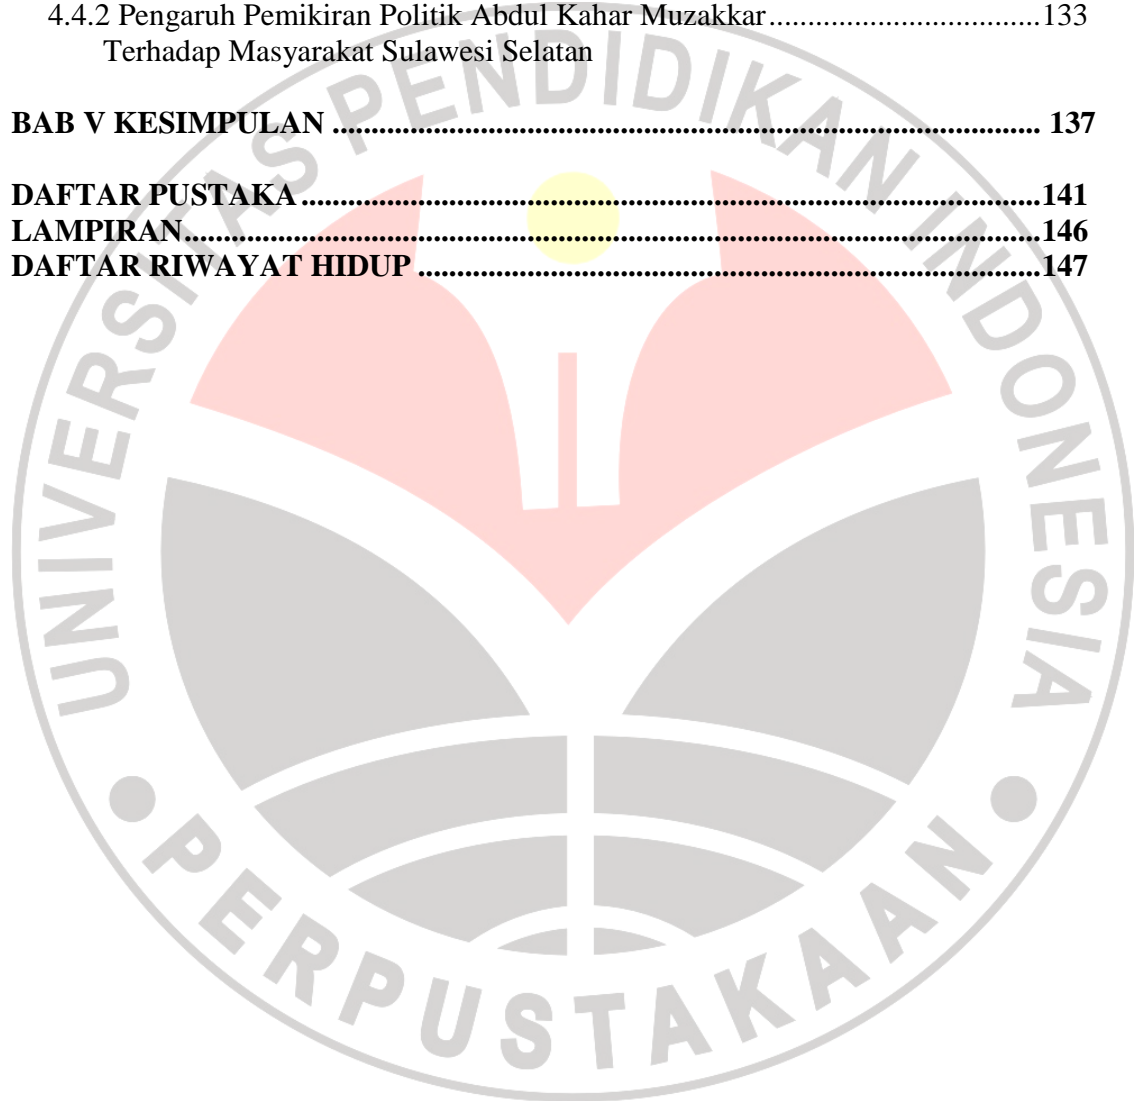 4.4.2 Pengaruh Pemikiran Politik Abdul Kahar Muzakkar...................................133
Terhadap Masyarakat Sulawesi Selatan
BAB V KESIMPULAN ............................................................................................ 137
DAFTAR PUSTAKA................................................................................................141
LAMPIRAN...............................................................................................................146
DAFTAR RIWAYAT HIDUP .................................................................................147
UNIVERSITAS PENDIDIKAN INDONESIA
PERPUSTAKAAN